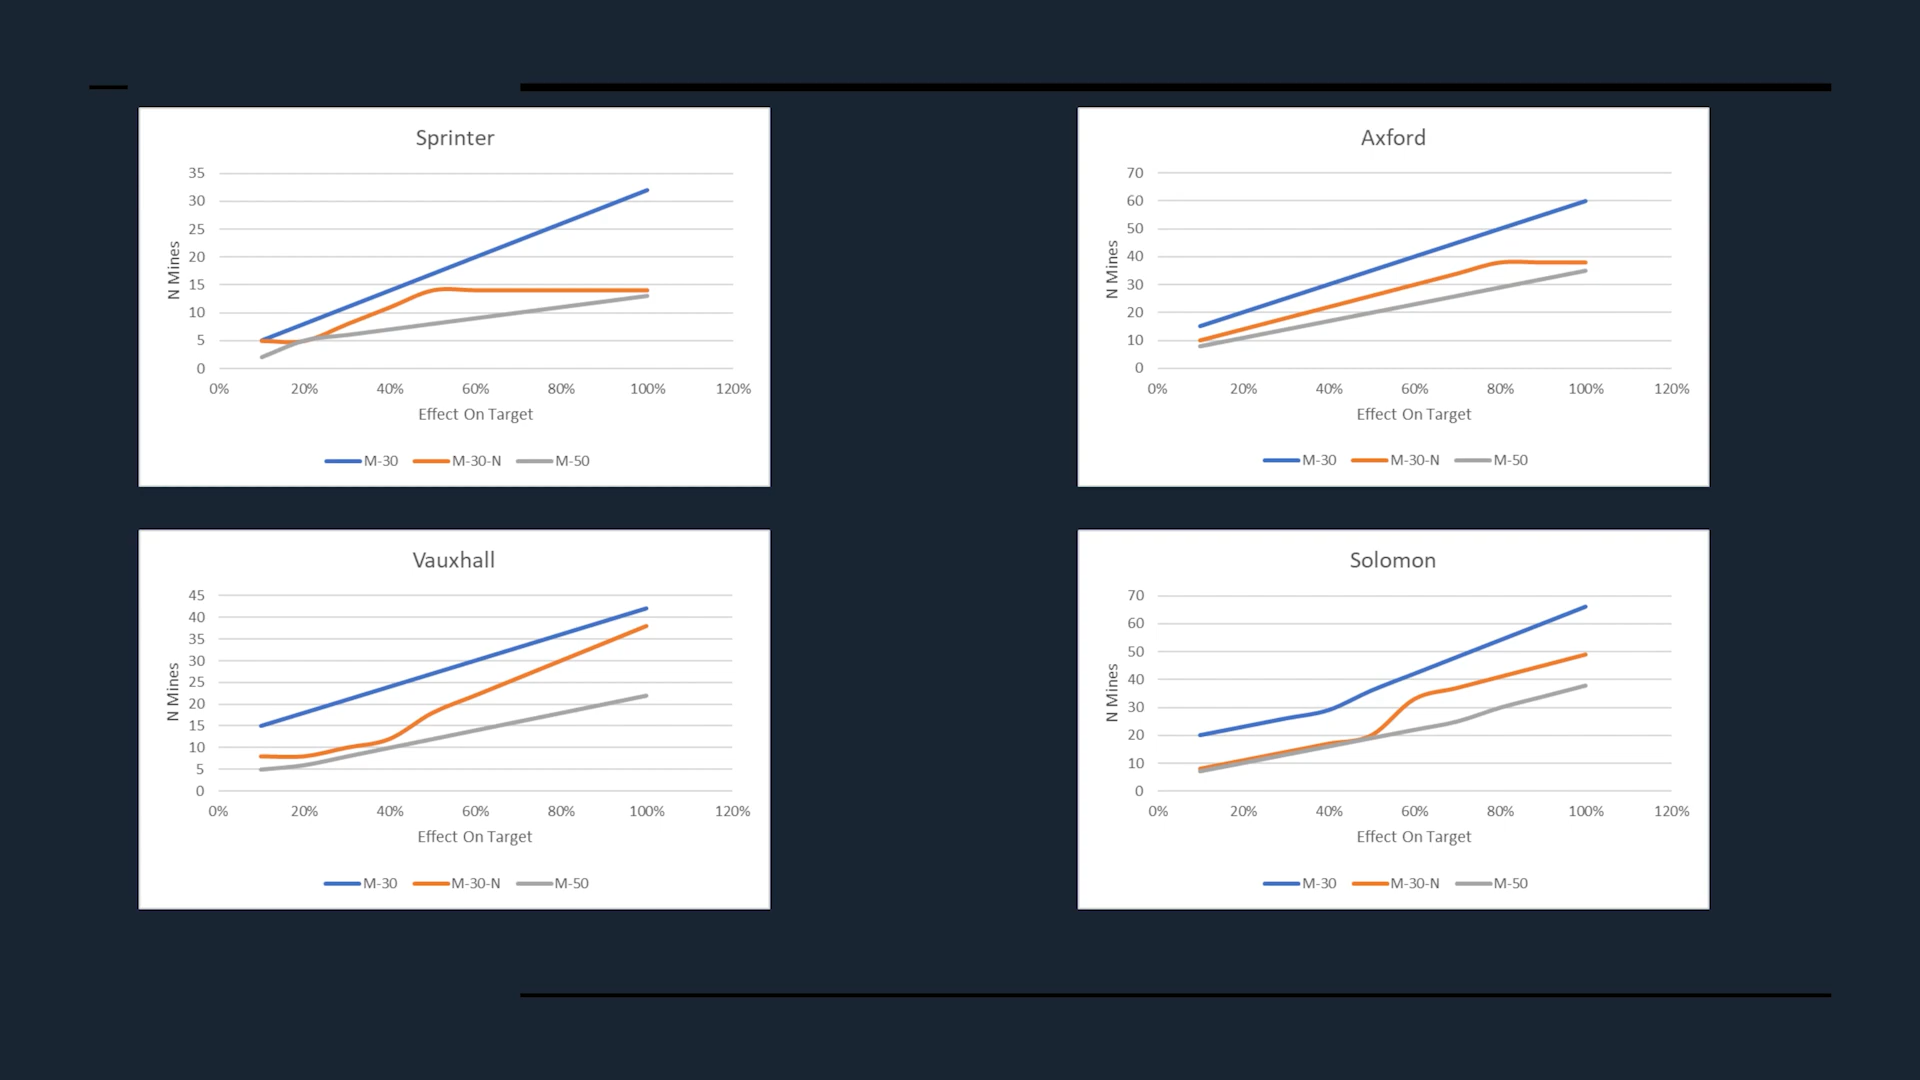 Sprinter
35
30
25
20
15
10
5
0
N Mines
0% 20% 40% 60% 80% 100% 120%
Effect On Target
M-30 M-30-N M-50
Axford
70
60
50
40
30
20
10
0
N Mines
0% 20% 40% 60% 80% 100% 120%
Effect On Target
M-30 M-30-N M-50
Vauxhall
45
40
35
30
25
20
15
10
5
0
N Mines
0% 20% 40% 60% 80% 100% 120%
Effect On Target
M-30 M-30-N M-50
Solomon
70
60
50
40
30
20
10
0
N Mines
0% 20% 40% 60% 80% 100% 120%
Effect On Target
M-30 M-30-N M-50